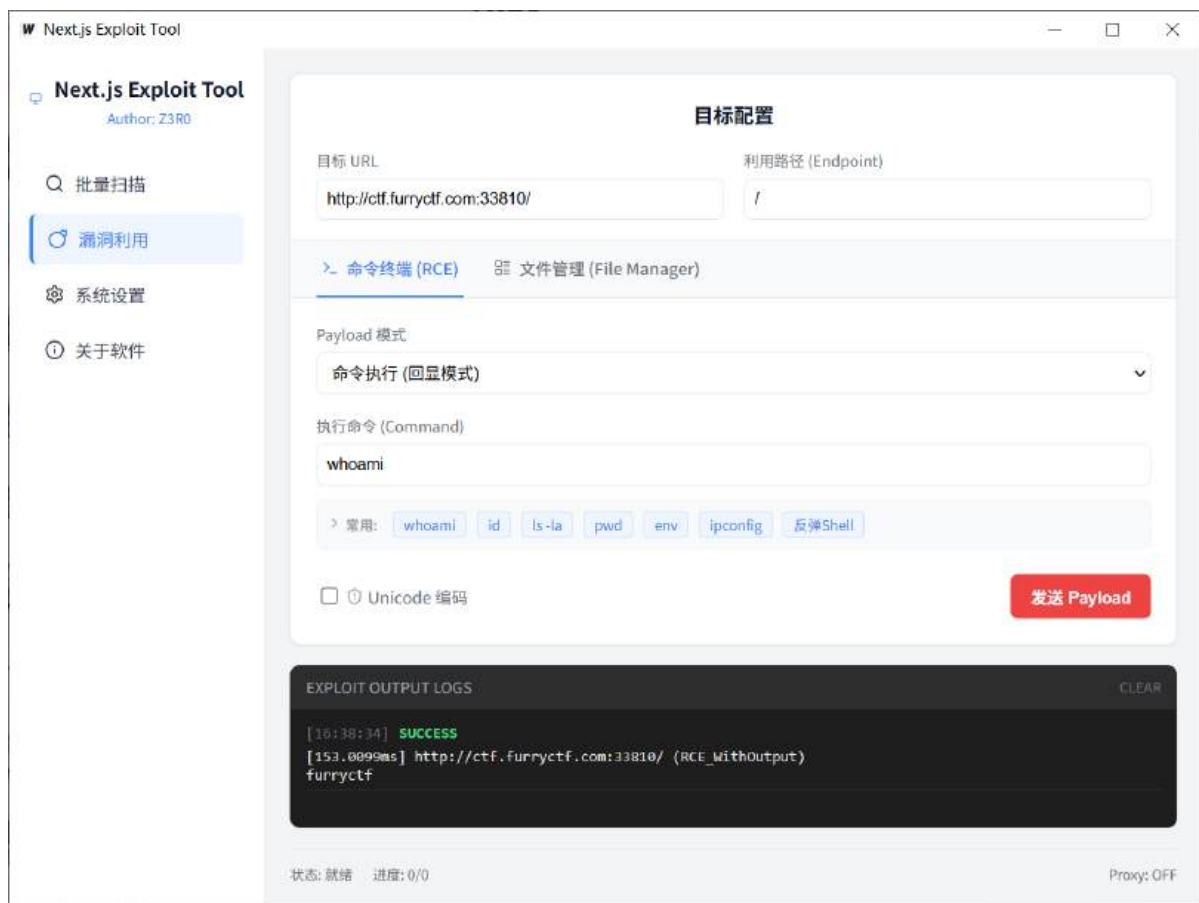 W Next.js Exploit Tool
Next.js Exploit Tool
Author: Z3R0
批量扫描
漏洞利用
系统设置
关于软件
目标配置
目标 URL
利用路径 (Endpoint)
http://ctf.furryctf.com:33810/
/
>_ 命令终端 (RCE)
文件管理 (File Manager)
Payload 模式
命令执行 (回显模式)
执行命令 (Command)
whoami
> 常用: whoami id ls -la pwd env ipconfig 反弹Shell
Unicode 编码
发送 Payload
EXPLOIT OUTPUT LOGS
CLEAR
[16:38:34] SUCCESS
[153.0099ms] http://ctf.furryctf.com:33810/ (RCE_WithOutput)
furryctf
状态: 就绪 进度: 0/0
Proxy: OFF